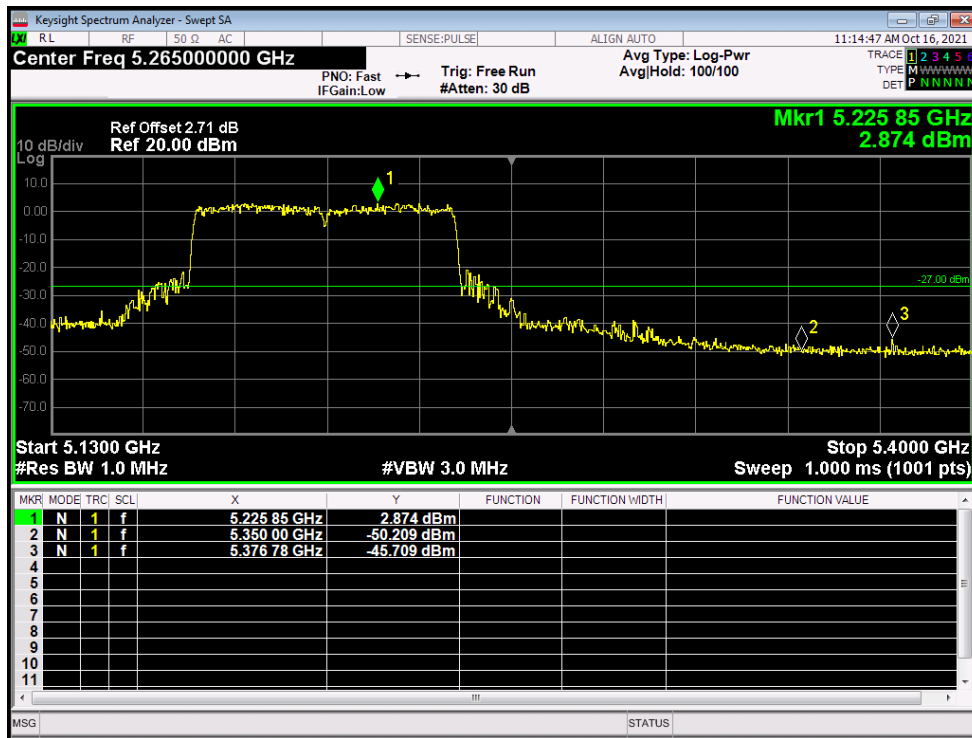 Keysight Spectrum Analyzer - Swept SA
LXI RL RF 50 Ω AC SENSE:PULSE ALIGN AUTO 11:14:47 AM Oct 16, 2021
Center Freq 5.265000000 GHz
PNO: Fast
IFGain:Low
Trig: Free Run
#Atten: 30 dB
Avg Type: Log-Pwr
Avg|Hold: 100/100
TRACE 1 2 3 4 5 6
TYPE M W W W W W
DET P N N N N N
Ref Offset 2.71 dB
10 dB/div Ref 20.00 dBm
Log
Mkr1 5.225 85 GHz
2.874 dBm
10.0
0.00
-10.0
-20.0
-30.0
-40.0
-50.0
-60.0
-70.0
1
-27.00 dBm
2
3
Start 5.1300 GHz Stop 5.4000 GHz
#Res BW 1.0 MHz #VBW 3.0 MHz Sweep 1.000 ms (1001 pts)
MKR MODE TRC SCL X Y FUNCTION FUNCTION WIDTH FUNCTION VALUE
1 N 1 f 5.225 85 GHz 2.874 dBm
2 N 1 f 5.350 00 GHz -50.209 dBm
3 N 1 f 5.376 78 GHz -45.709 dBm
4
5
6
7
8
9
10
11
MSG STATUS